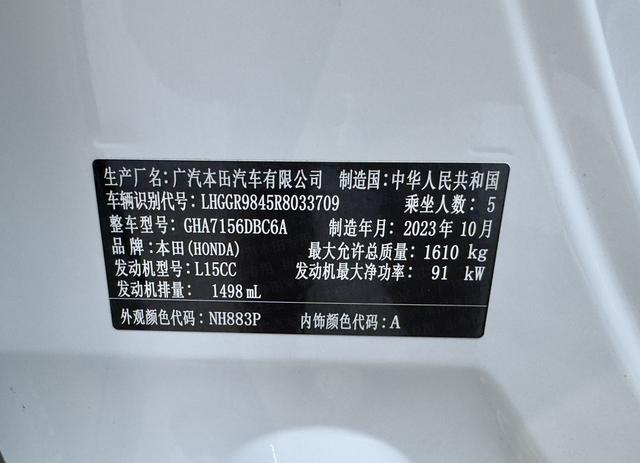 生产厂名：广汽本田汽车有限公司 制造国：中华人民共和国
车辆识别代号：LHGGR9845R8033709 乘坐人数：5
整车型号：GHA7156DBC6A 制造年月：2023年10月
品牌：本田(HONDA) 最大允许总质量：1610 kg
发动机型号：L15CC 发动机最大净功率：91 kW
发动机排量：1498 mL
外观颜色代码：NH883P 内饰颜色代码：A